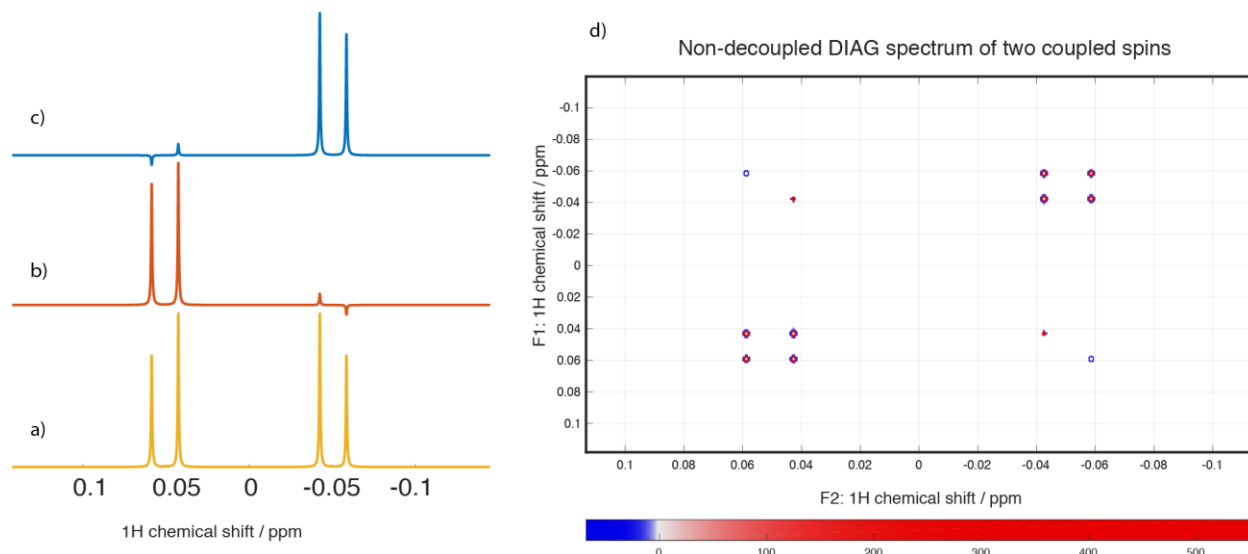 c)
b)
a)
0.1 0.05 0 -0.05 -0.1
1H chemical shift / ppm
d)
Non-decoupled DIAG spectrum of two coupled spins
F1: 1H chemical shift / ppm
-0.1
-0.08
-0.06
-0.04
-0.02
0
0.02
0.04
0.06
0.08
0.1
0.1 0.08 0.06 0.04 0.02 0 -0.02 -0.04 -0.06 -0.08 -0.1
F2: 1H chemical shift / ppm
0 100 200 300 400 500